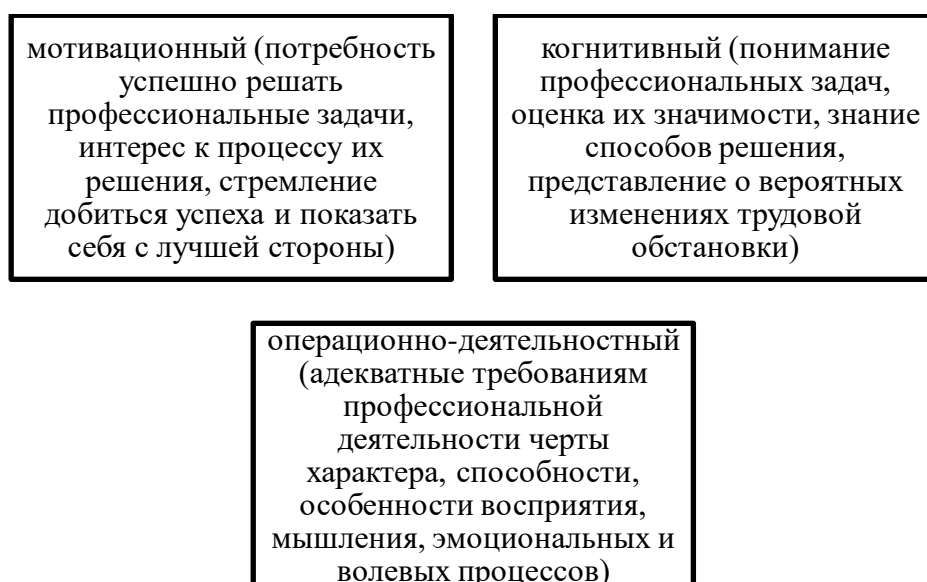 мотивационный (потребность
успешно решать
профессиональные задачи,
интерес к процессу их
решения, стремление
добиться успеха и показать
себя с лучшей стороны)
когнитивный (понимание
профессиональных задач,
оценка их значимости, знание
способов решения,
представление о вероятных
изменениях трудовой
обстановки)
операционно-деятельностный
(адекватные требованиям
профессиональной
деятельности черты
характера, способности,
особенности восприятия,
мышления, эмоциональных и
волевых процессов)